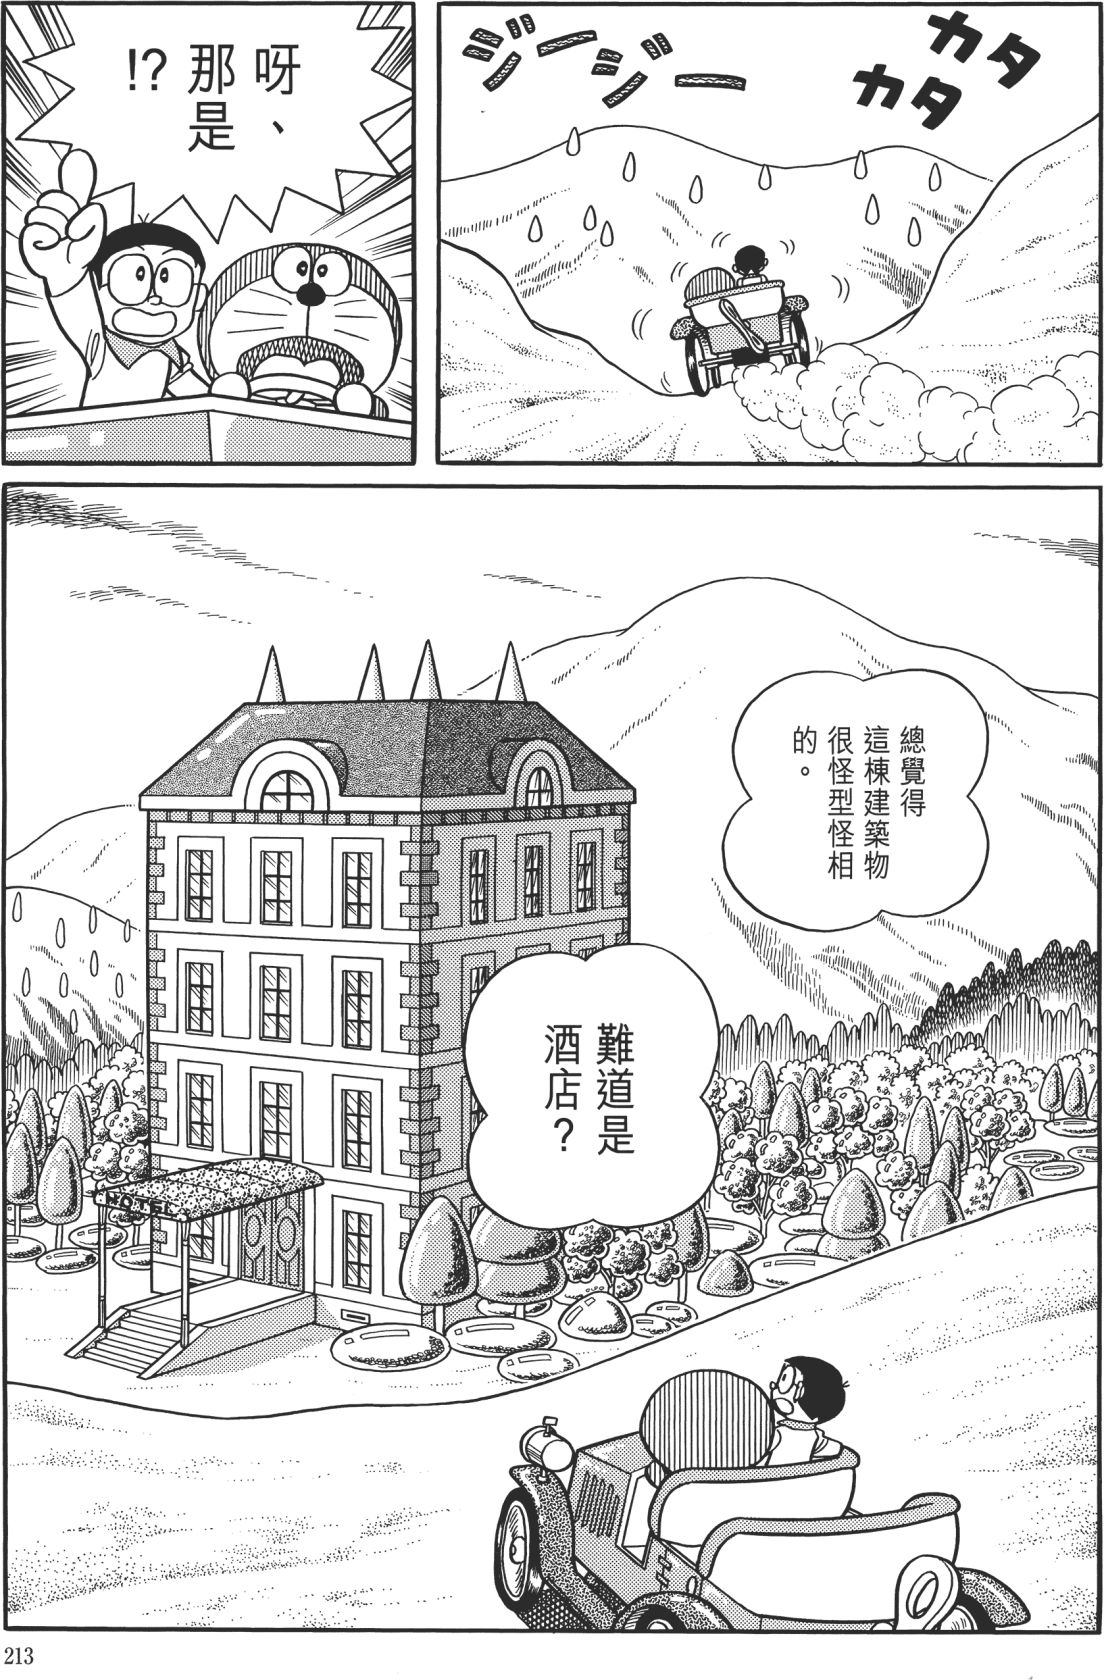 カタ
カタ
ジージー
呀、
那是
!?
總覺得
這棟建築物
很怪型怪相
的。
難道是
酒店？
HOTEL
213